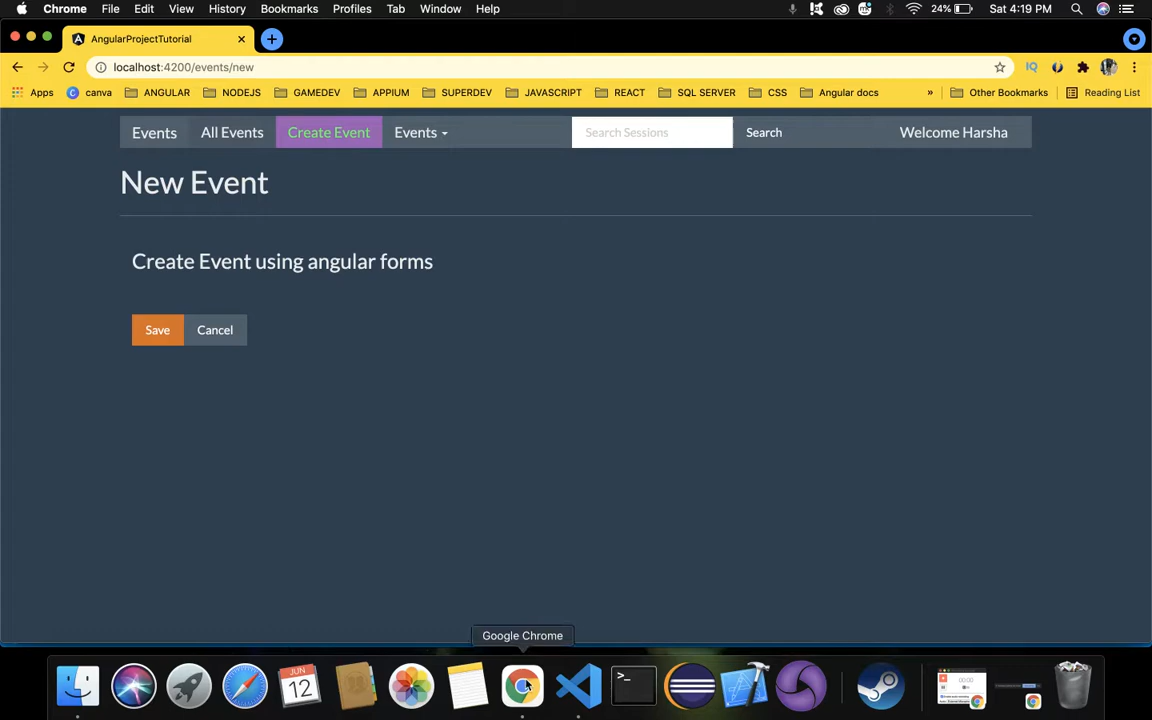 Chrome File Edit View History Bookmarks Profiles Tab Window Help 24% Sat 4:19 PM
AngularProjectTutorial
localhost:4200/events/new
Apps canva ANGULAR NODEJS GAMEDEV APPIUM SUPERDEV JAVASCRIPT REACT SQL SERVER CSS Angular docs » Other Bookmarks Reading List
Events All Events Create Event Events Search Sessions Search Welcome Harsha
New Event
Create Event using angular forms
Save Cancel
Google Chrome
JUN
12